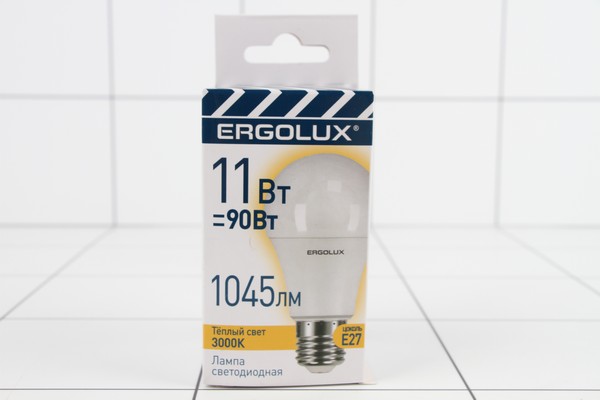 ERGOLUX®
11 Вт
=90Вт
ERGOLUX
1045лм
Тёплый свет
3000K
цоколь
E27
Лампа
светодиодная